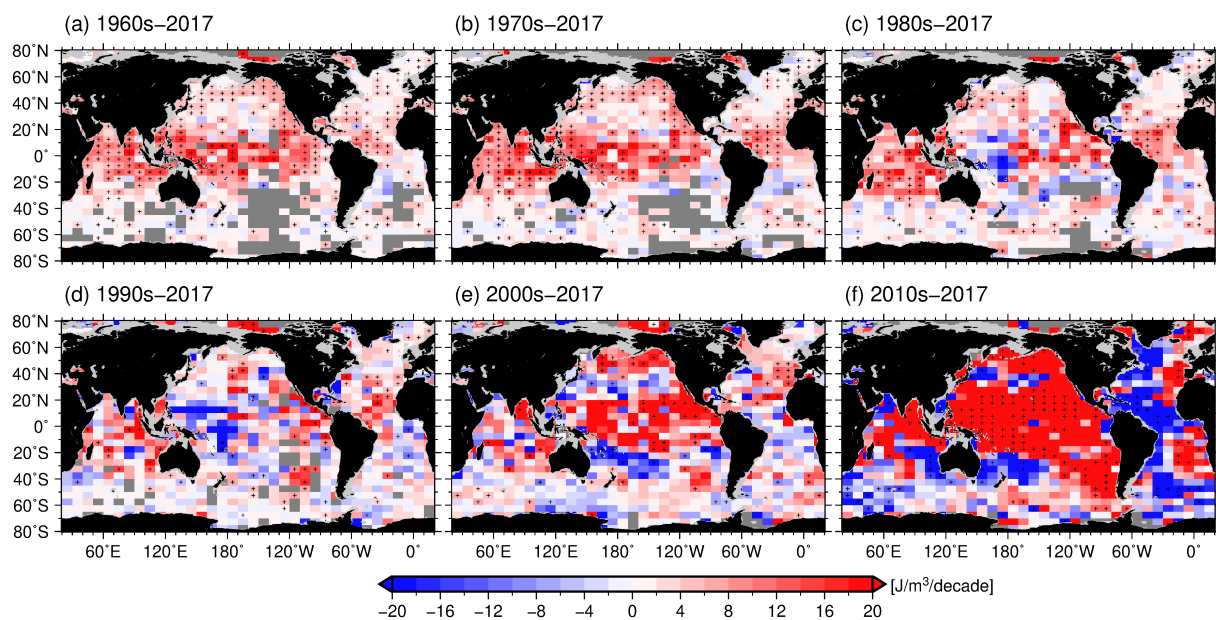 (a) 1960s−2017 (b) 1970s−2017 (c) 1980s−2017
80˚N
60˚N
40˚N
20˚N
0˚
20˚S
40˚S
60˚S
80˚S
(d) 1990s−2017 (e) 2000s−2017 (f) 2010s−2017
80˚N
60˚N
40˚N
20˚N
0˚
20˚S
40˚S
60˚S
80˚S
60˚E 120˚E 180˚ 120˚W 60˚W 0˚ 60˚E 120˚E 180˚ 120˚W 60˚W 0˚ 60˚E 120˚E 180˚ 120˚W 60˚W 0˚
[J/m³/decade]
−20 −16 −12 −8 −4 0 4 8 12 16 20